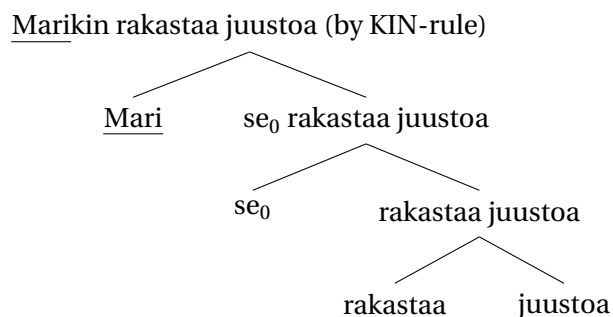 Marikin rakastaa juustoa (by KIN-rule)
Mari se₀ rakastaa juustoa
se₀ rakastaa juustoa
rakastaa juustoa